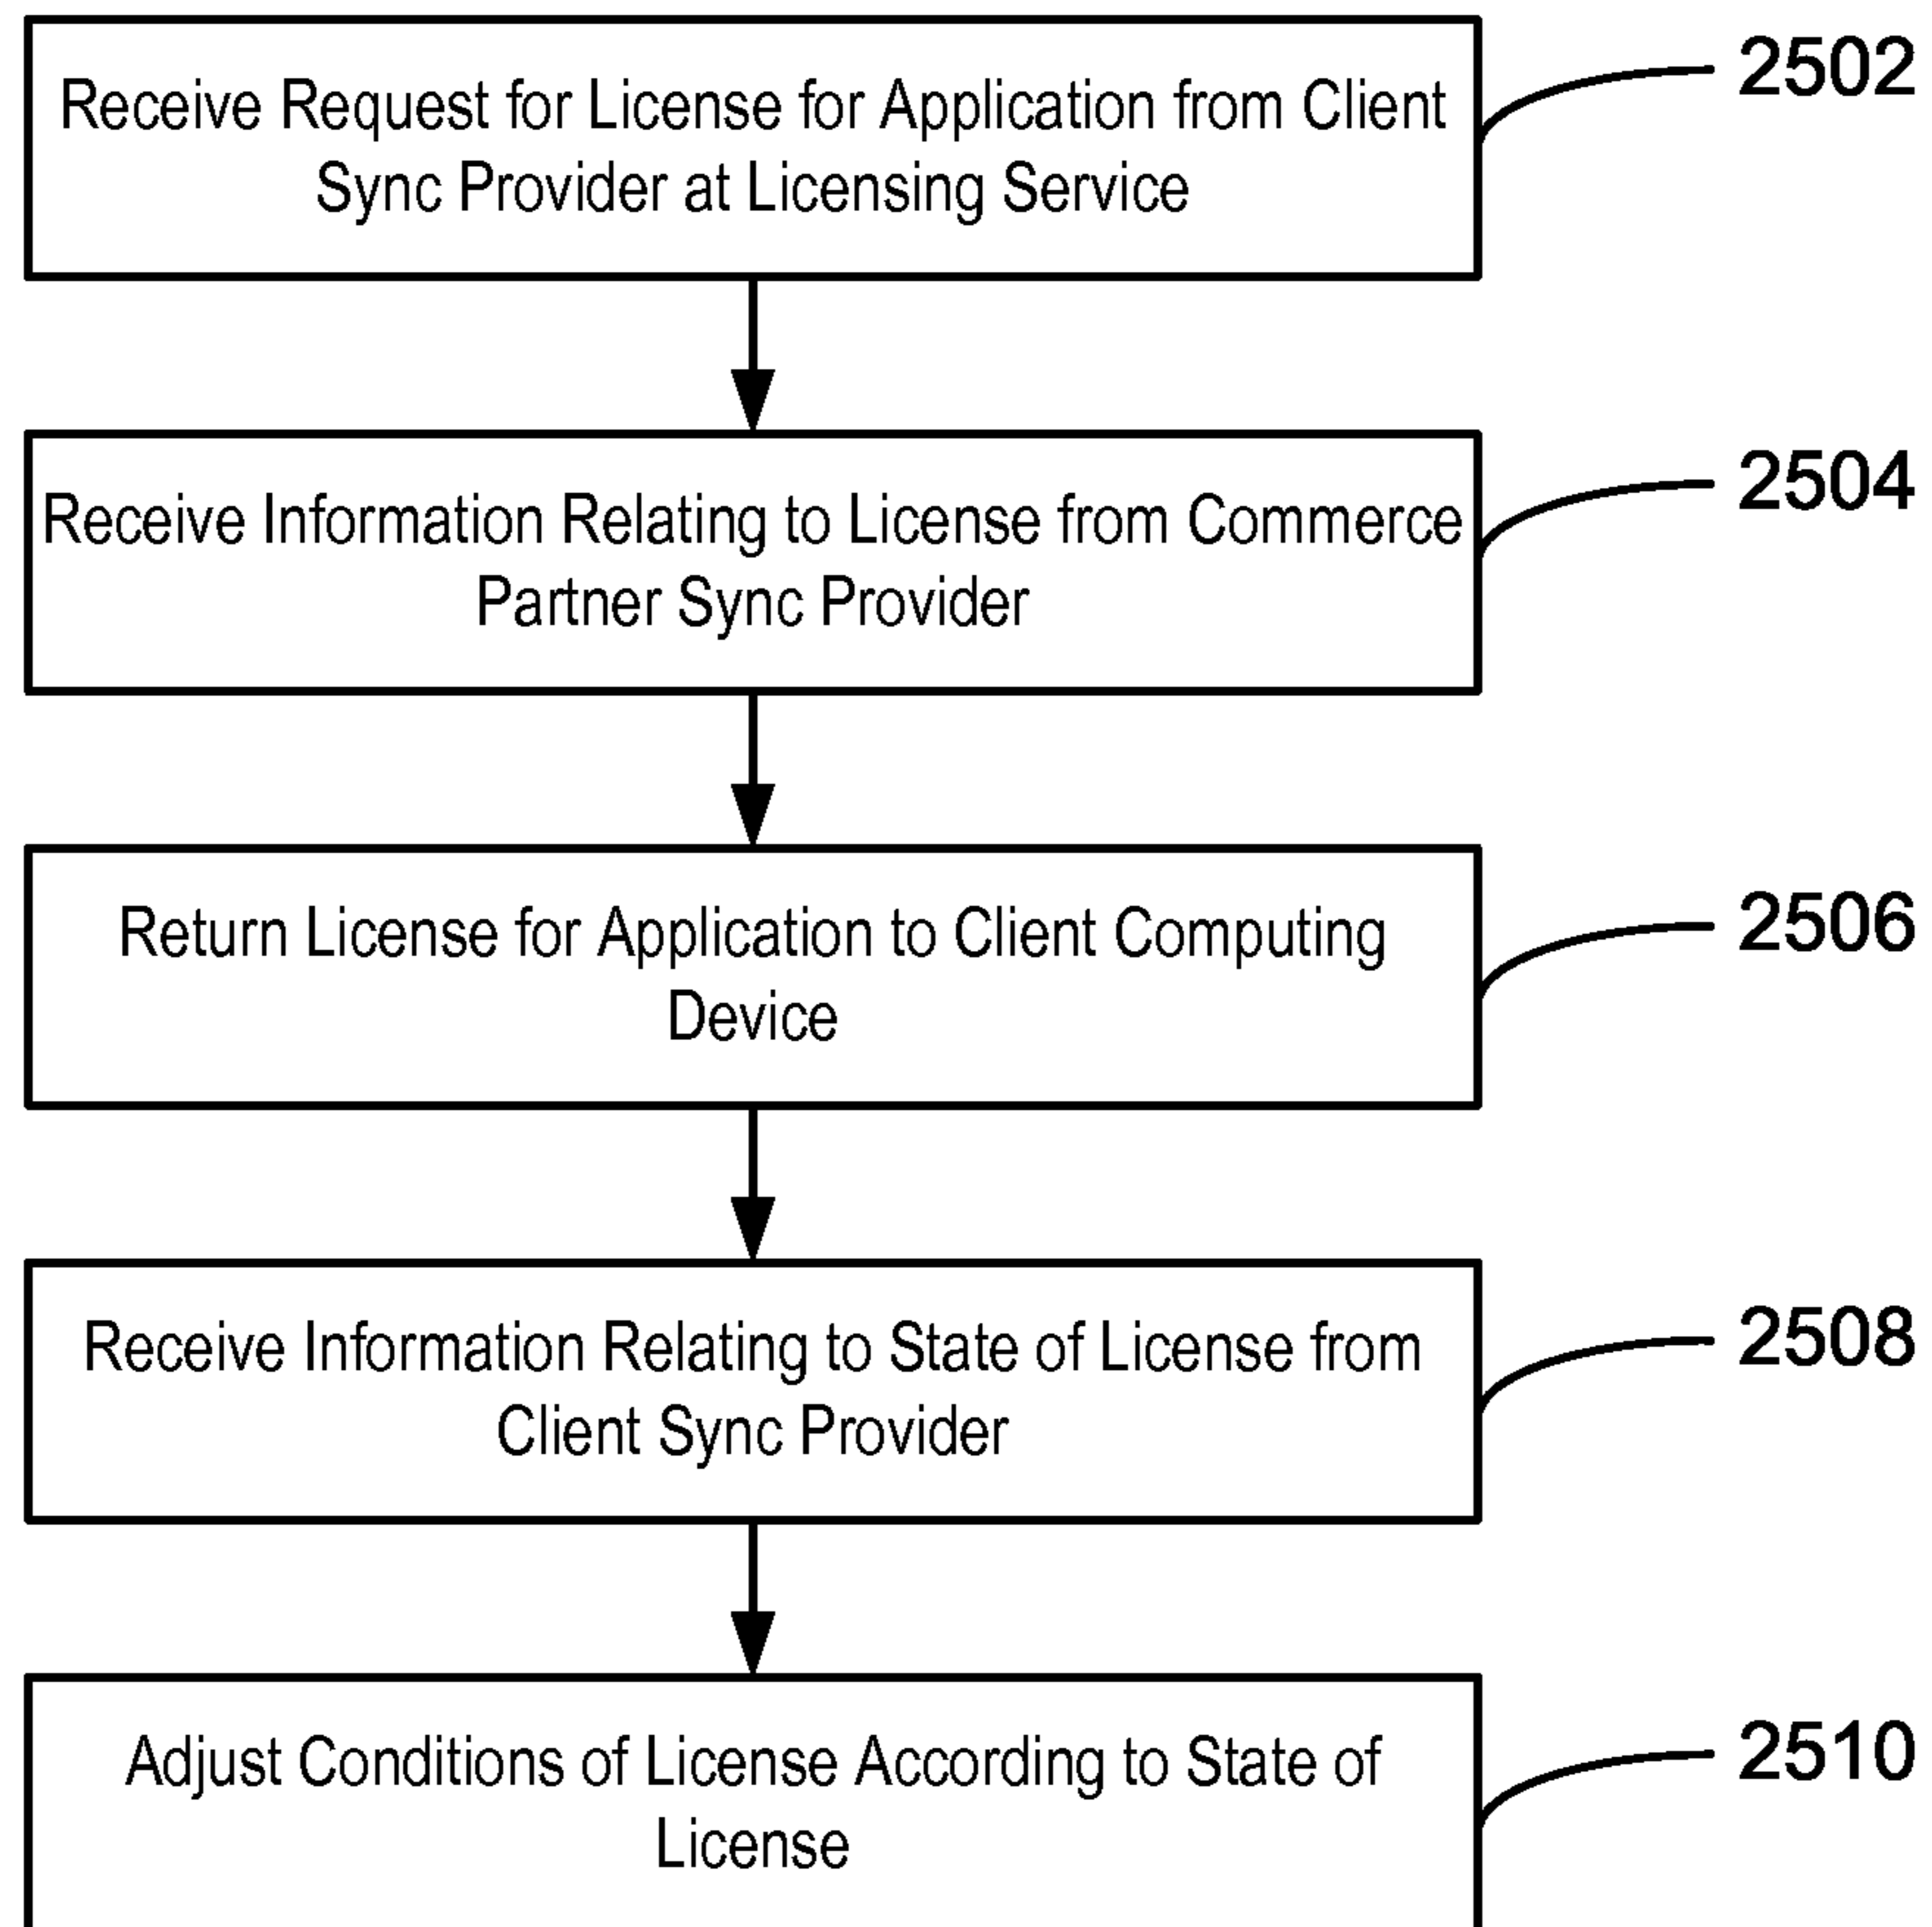 Receive Request for License for Application from Client
Sync Provider at Licensing Service
2502
Receive Information Relating to License from Commerce
Partner Sync Provider
2504
Return License for Application to Client Computing
Device
2506
Receive Information Relating to State of License from
Client Sync Provider
2508
Adjust Conditions of License According to State of
License
2510